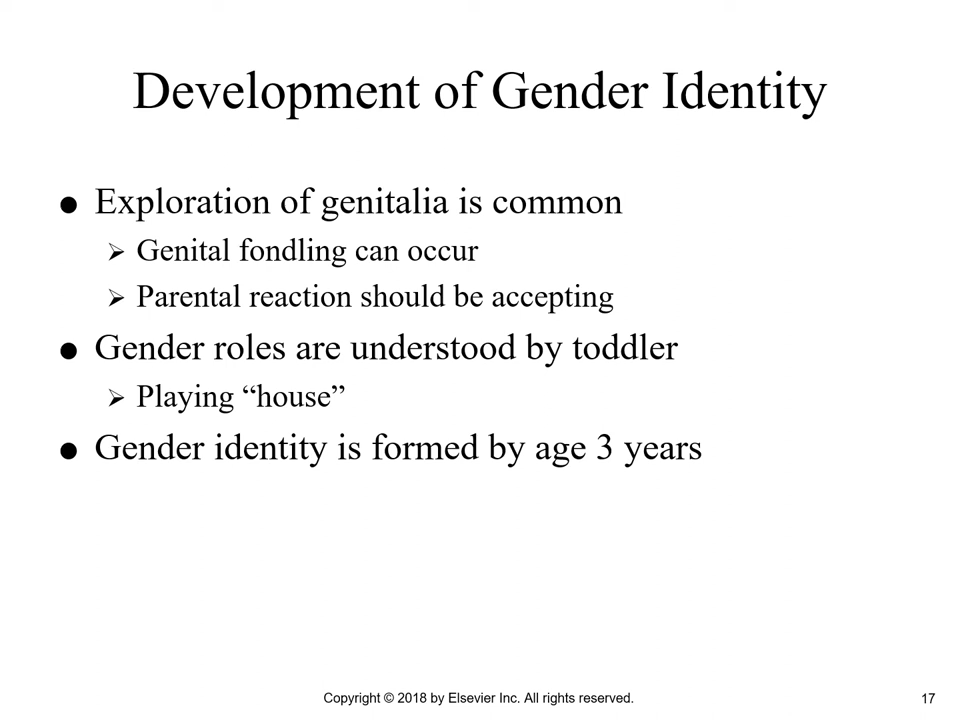 Development of Gender Identity
● Exploration of genitalia is common
➢ Genital fondling can occur
➢ Parental reaction should be accepting
● Gender roles are understood by toddler
➢ Playing “house”
● Gender identity is formed by age 3 years
Copyright © 2018 by Elsevier Inc. All rights reserved.
17